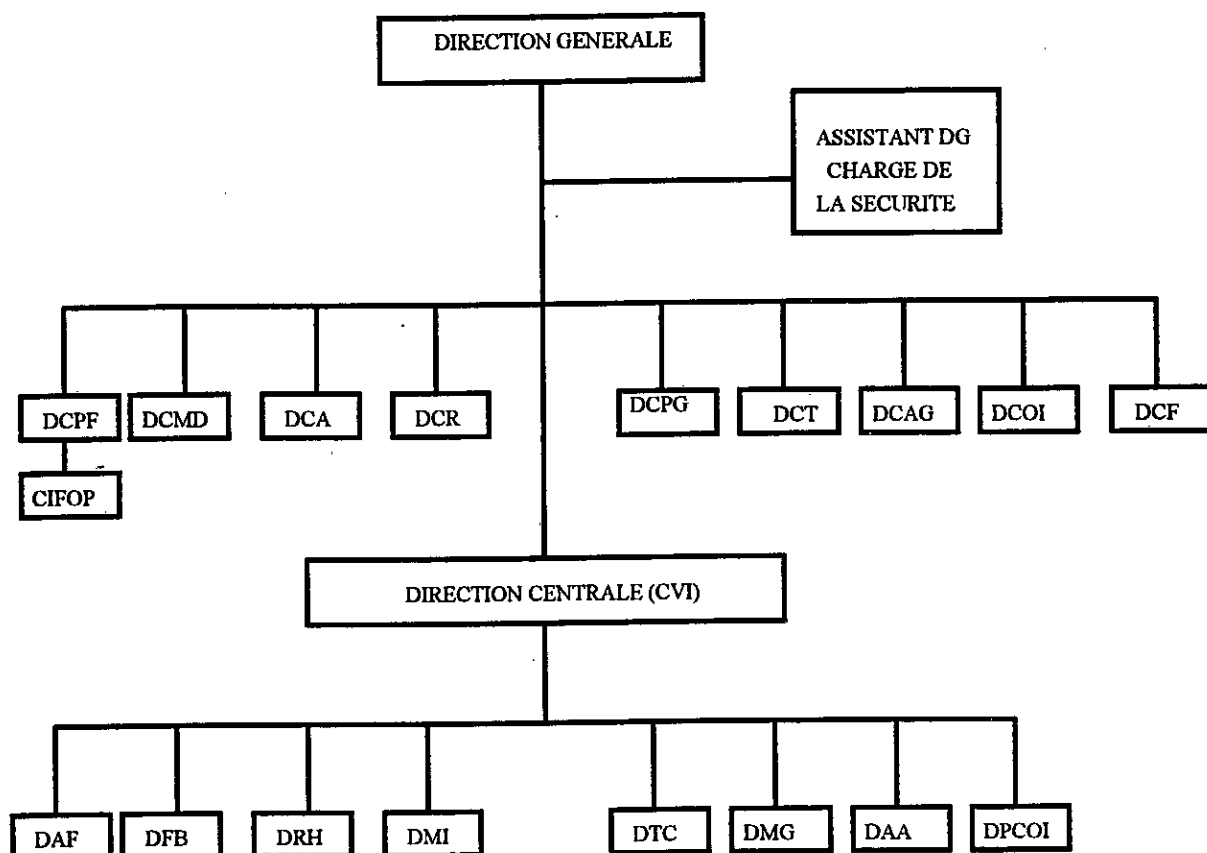 DIRECTION GENERALE
ASSISTANT DG
CHARGE DE
LA SECURITE
DCPF
DCMD
DCA
DCR
DCPG
DCT
DCAG
DCOI
DCF
CIFOP
DIRECTION CENTRALE (CVI)
DAF
DFB
DRH
DMI
DTC
DMG
DAA
DPCOI